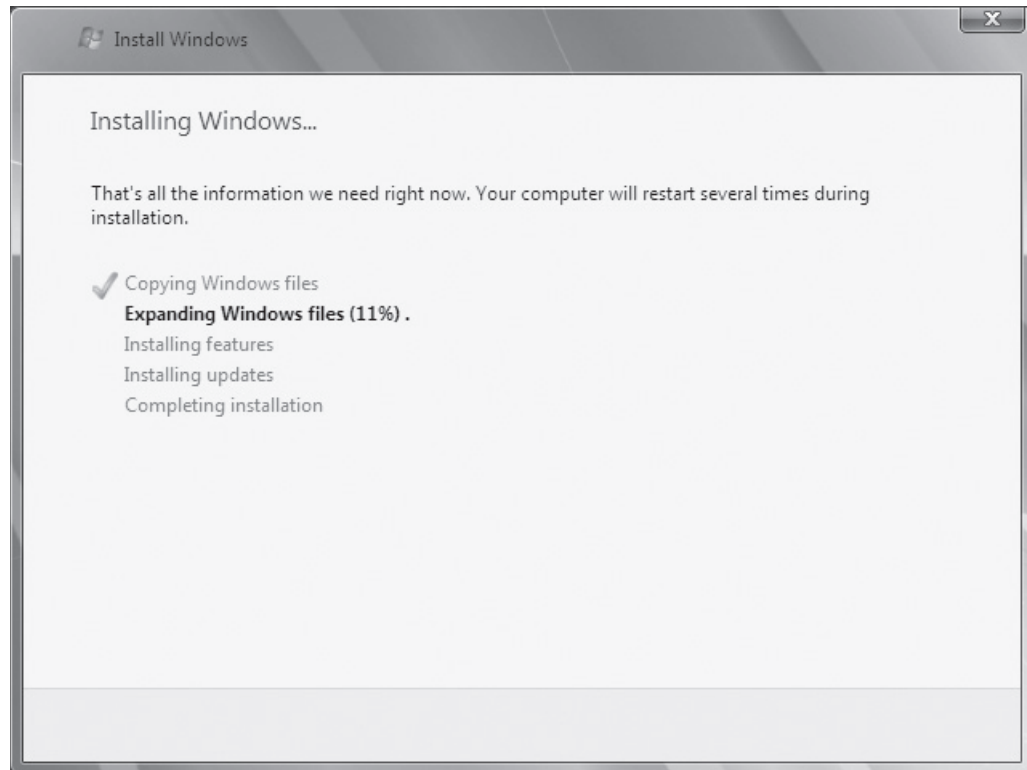 Install Windows
Installing Windows...
That's all the information we need right now. Your computer will restart several times during
installation.
Copying Windows files
Expanding Windows files (11%) .
Installing features
Installing updates
Completing installation